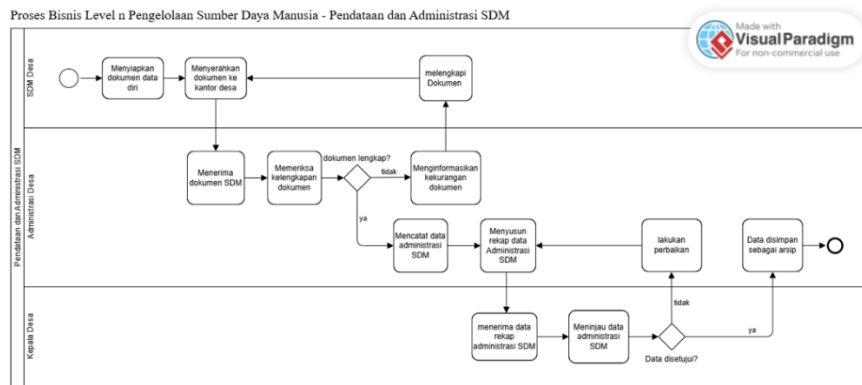 Proses Bisnis Level n Pengelolaan Sumber Daya Manusia - Pendataan dan Administrasi SDM
Made with
Visual Paradigm
For non-commercial use
Pendataan dan Administrasi SDM
SDM Desa
Menyiapkan
dokumen data
diri
Menyerahkan
dokumen ke
kantor desa
melengkapi
Dokumen
Administrasi Desa
Menerima
dokumen SDM
Memeriksa
kelengkapan
dokumen
dokumen lengkap?
tidak
Menginformasikan
kekurangan
dokumen
ya
Mencatat data
administrasi
SDM
Menyusun
rekap data
Administrasi
SDM
lakukan
perbaikan
Data disimpan
sebagai arsip
Kepala Desa
menerima data
rekap
administrasi SDM
Meninjau data
administrasi
SDM
tidak
ya
Data disetujui?